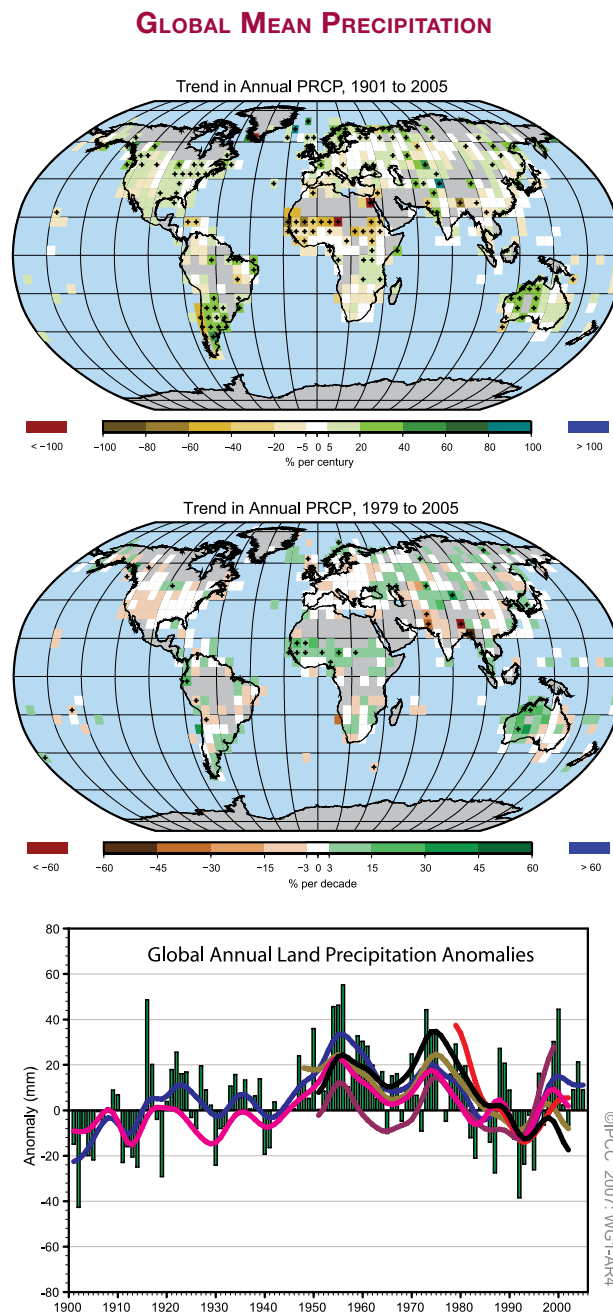 GLOBAL MEAN PRECIPITATION
Trend in Annual PRCP, 1901 to 2005
< −100
−100 −80 −60 −40 −20 −5 0 5 20 40 60 80 100
> 100
% per century
Trend in Annual PRCP, 1979 to 2005
< −60
−60 −45 −30 −15 −3 0 3 15 30 45 60
> 60
% per decade
Global Annual Land Precipitation Anomalies
Anomaly (mm)
80
60
40
20
0
-20
-40
-60
-80
1900 1910 1920 1930 1940 1950 1960 1970 1980 1990 2000
©IPCC 2007: WG1-AR4